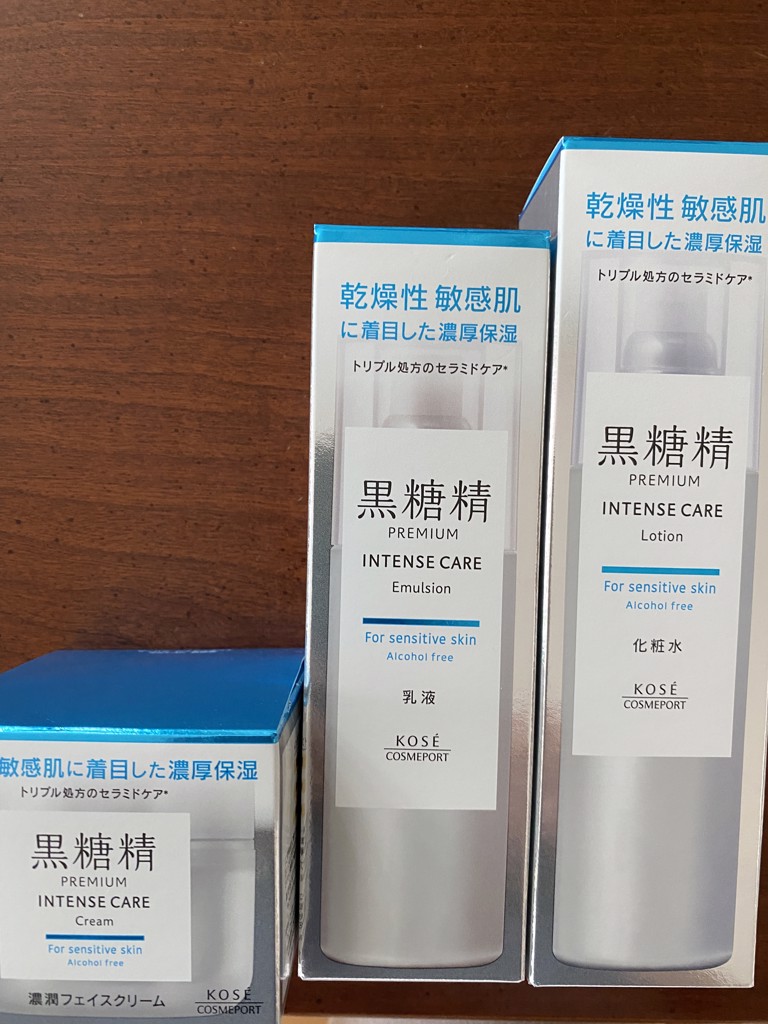 敏感肌に着目した濃厚保湿
トリプル処方のセラミドケア*
黒糖精
PREMIUM
INTENSE CARE
Cream
For sensitive skin
Alcohol free
濃潤フェイスクリーム
KOSÉ
COSMEPORT
乾燥性 敏感肌
に着目した濃厚保湿
トリプル処方のセラミドケア*
黒糖精
PREMIUM
INTENSE CARE
Emulsion
For sensitive skin
Alcohol free
乳液
KOSÉ
COSMEPORT
乾燥性 敏感肌
に着目した濃厚保湿
トリプル処方のセラミドケア*
黒糖精
PREMIUM
INTENSE CARE
Lotion
For sensitive skin
Alcohol free
化粧水
KOSÉ
COSMEPORT